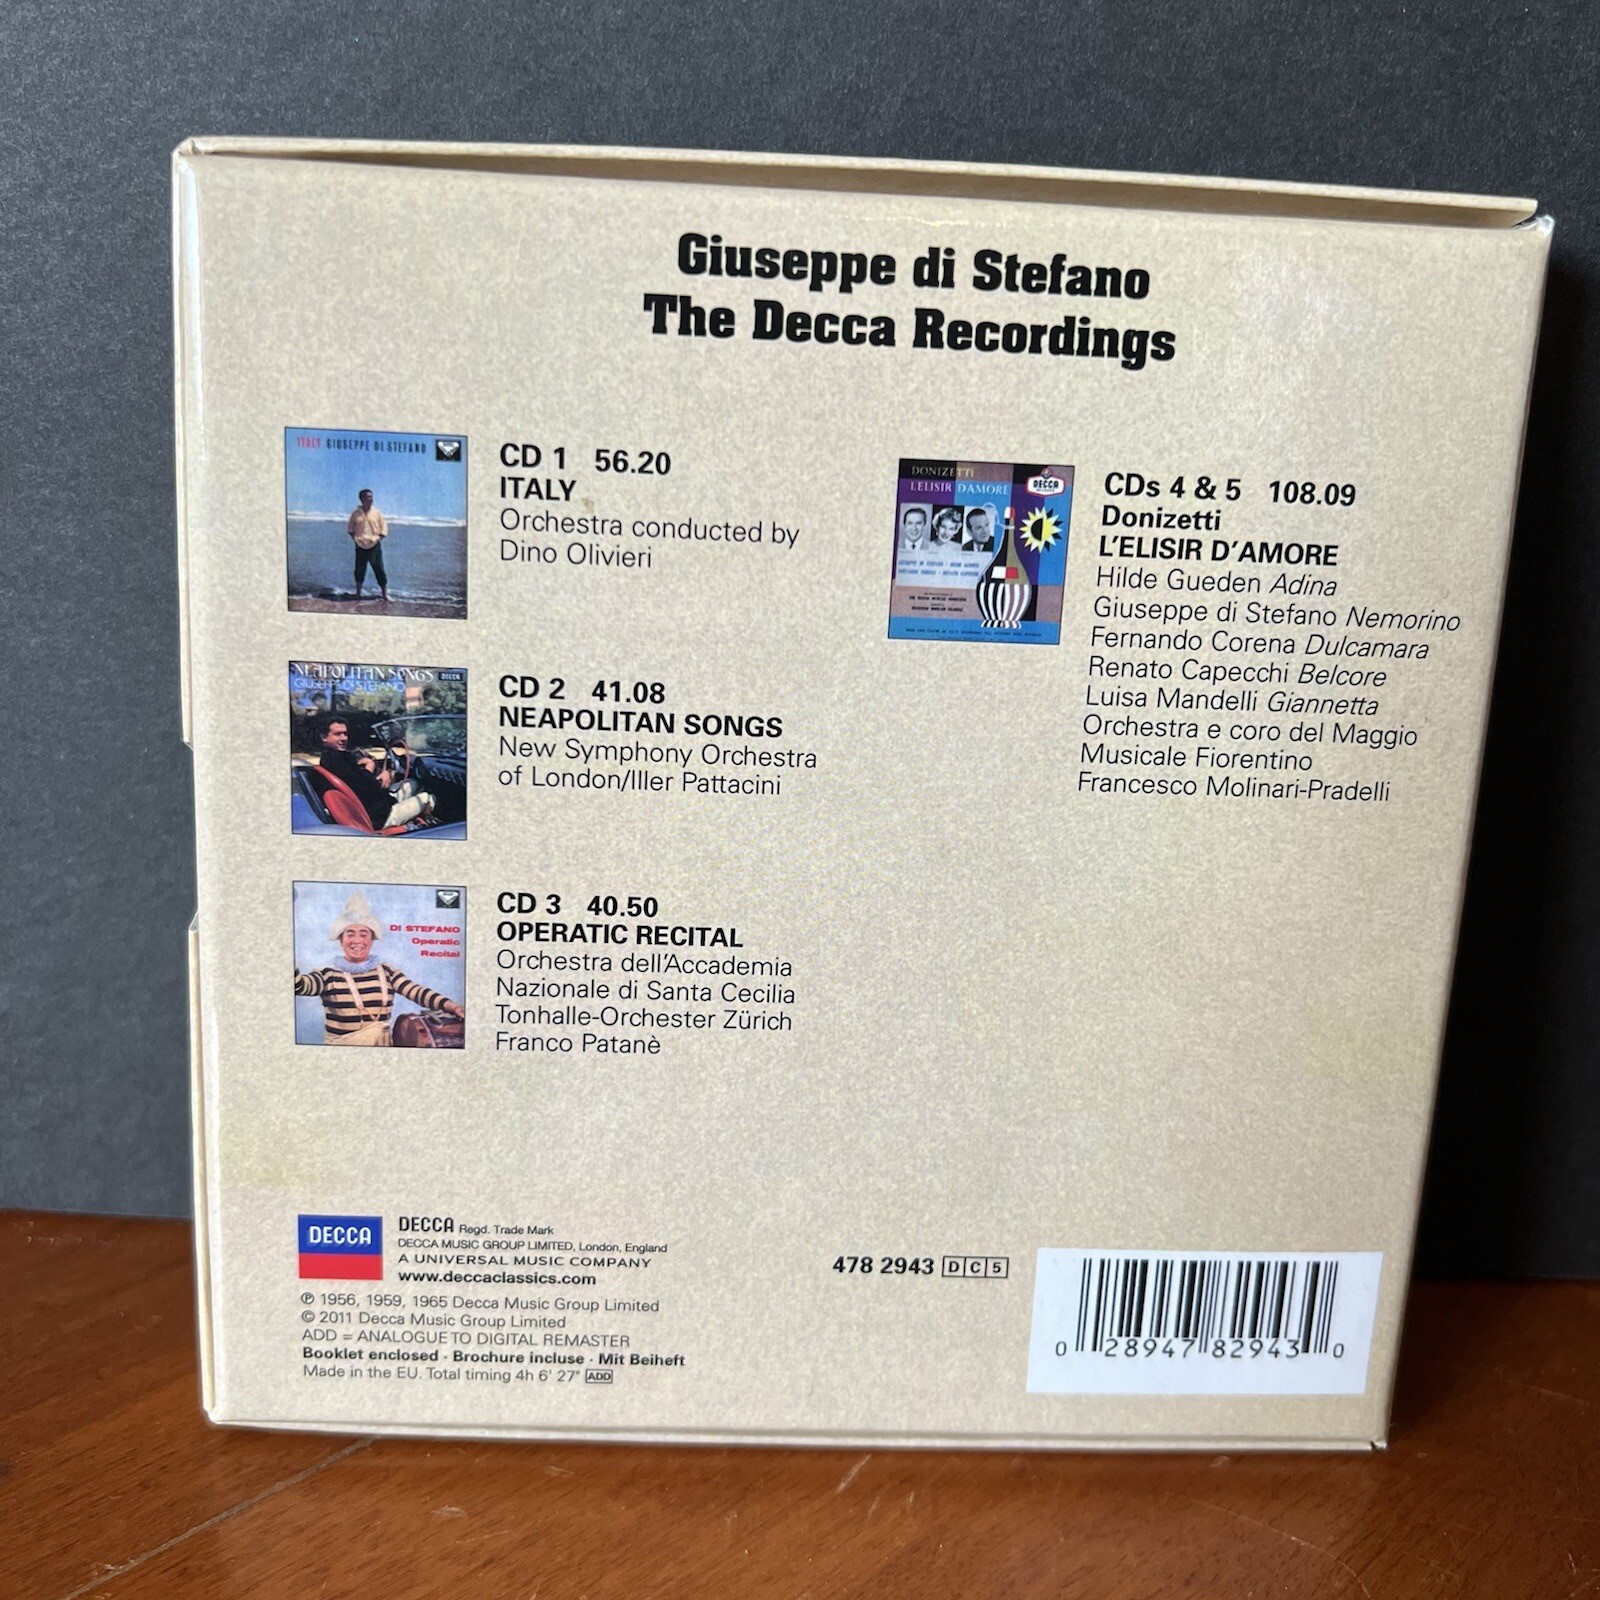 Giuseppe di Stefano
The Decca Recordings
ITALY GIUSEPPE DI STEFANO
CD 1 56.20
ITALY
Orchestra conducted by
Dino Olivieri
NEAPOLITAN SONGS
GIUSEPPE DI STEFANO
DECCA
CD 2 41.08
NEAPOLITAN SONGS
New Symphony Orchestra
of London/Iller Pattacini
DI STEFANO
Operatic
Recital
CD 3 40.50
OPERATIC RECITAL
Orchestra dell'Accademia
Nazionale di Santa Cecilia
Tonhalle-Orchester Zürich
Franco Patanè
DONIZETTI
L'ELISIR D'AMORE
DECCA
CDs 4 & 5 108.09
Donizetti
L'ELISIR D'AMORE
Hilde Gueden Adina
Giuseppe di Stefano Nemorino
Fernando Corena Dulcamara
Renato Capecchi Belcore
Luisa Mandelli Giannetta
Orchestra e coro del Maggio
Musicale Fiorentino
Francesco Molinari-Pradelli
DECCA
DECCA Regd. Trade Mark
DECCA MUSIC GROUP LIMITED, London, England
A UNIVERSAL MUSIC COMPANY
www.deccaclassics.com
℗ 1956, 1959, 1965 Decca Music Group Limited
© 2011 Decca Music Group Limited
ADD = ANALOGUE TO DIGITAL REMASTER
Booklet enclosed · Brochure incluse · Mit Beiheft
Made in the EU. Total timing 4h 6' 27" ADD
478 2943 D C 5
0 28947 82943 0